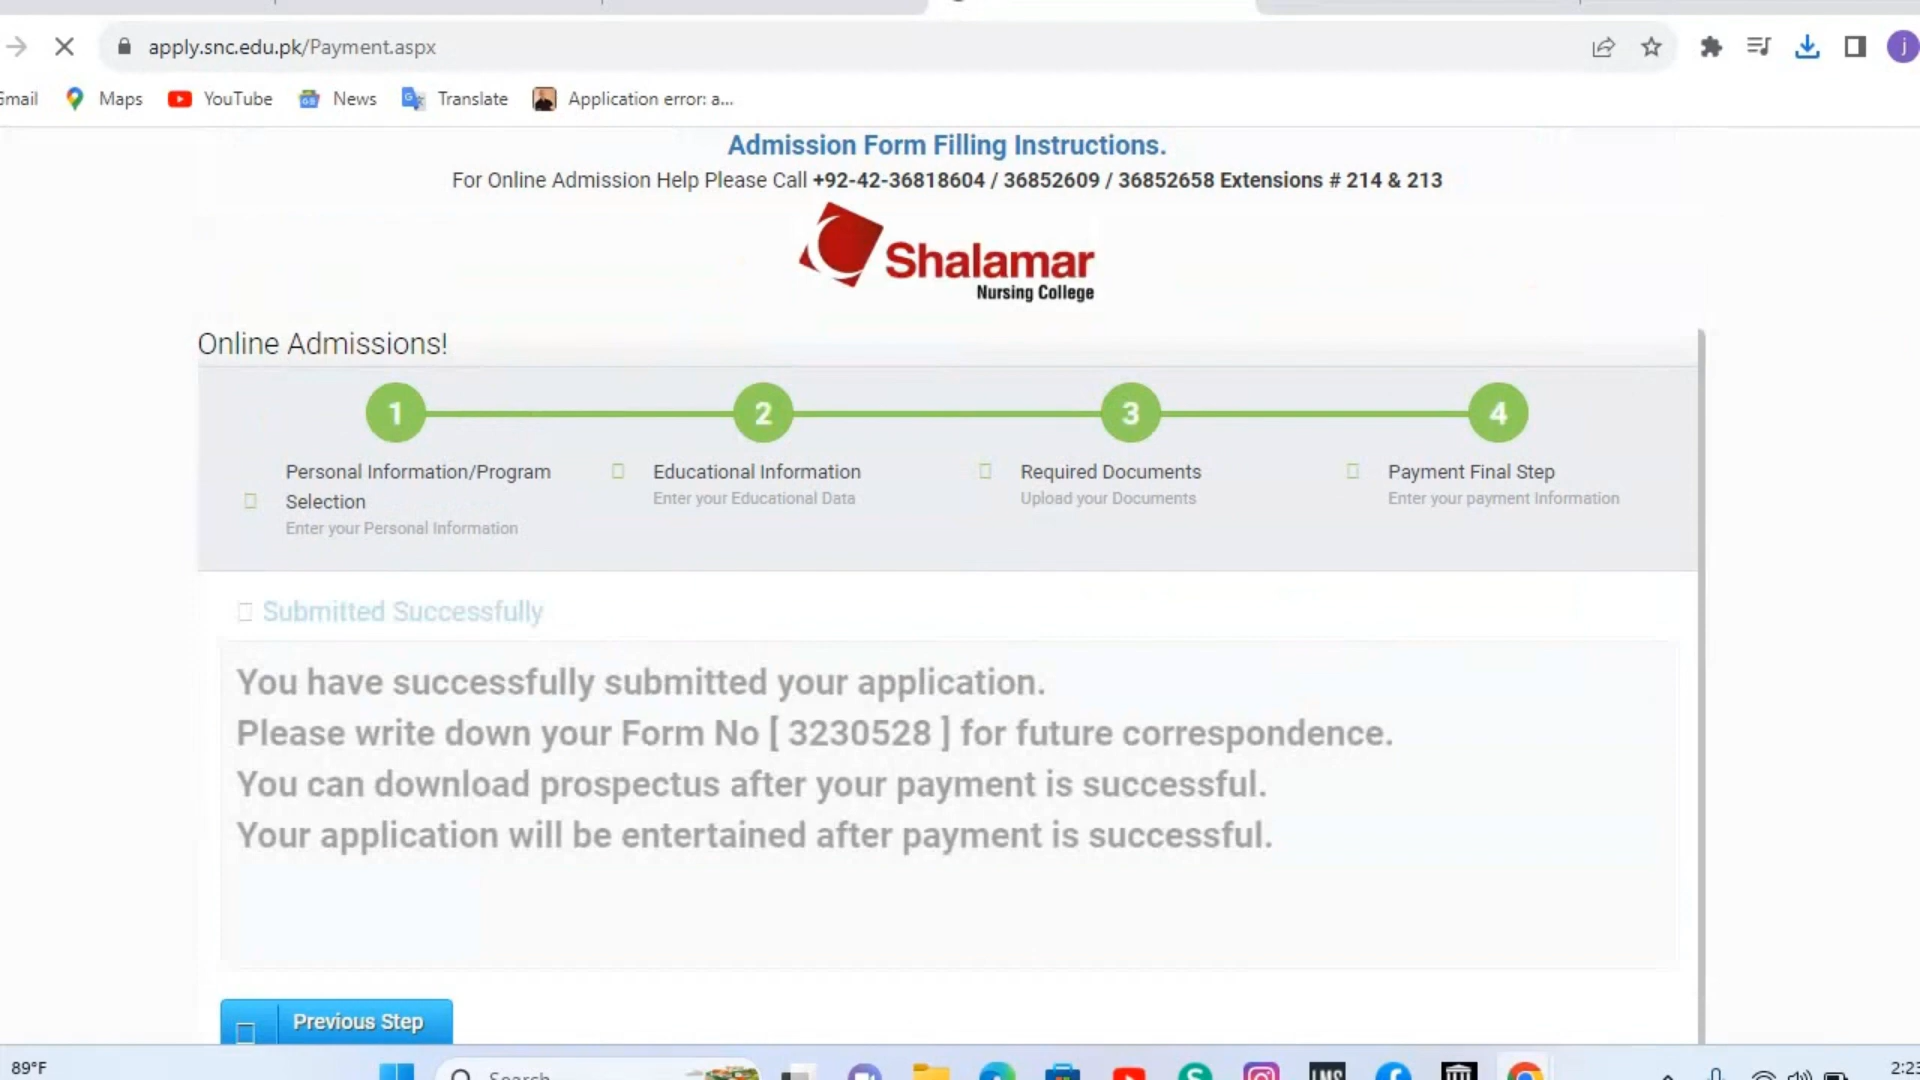 apply.snc.edu.pk/Payment.aspx
j
Maps
YouTube
News
Translate
Application error: a...
Admission Form Filling Instructions.
For Online Admission Help Please Call +92-42-36818604 / 36852609 / 36852658 Extensions # 214 & 213
Shalamar
Nursing College
Online Admissions!
1
2
3
4
Personal Information/Program
Selection
Enter your Personal Information
Educational Information
Enter your Educational Data
Required Documents
Upload your Documents
Payment Final Step
Enter your payment Information
Submitted Successfully
You have successfully submitted your application.
Please write down your Form No [ 3230528 ] for future correspondence.
You can download prospectus after your payment is successful.
Your application will be entertained after payment is successful.
Previous Step
89°F
Search
LMS